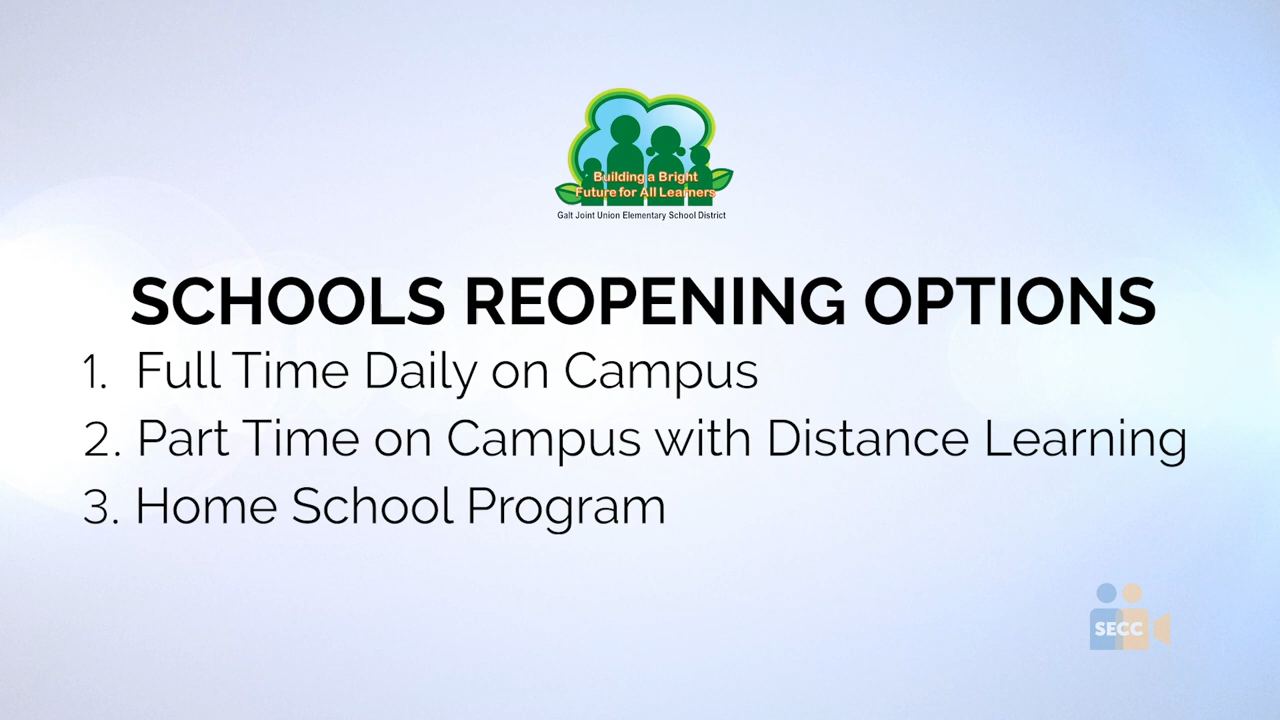 Building a Bright
Future for All Learners
Galt Joint Union Elementary School District
SCHOOLS REOPENING OPTIONS
1. Full Time Daily on Campus
2. Part Time on Campus with Distance Learning
3. Home School Program
SECC